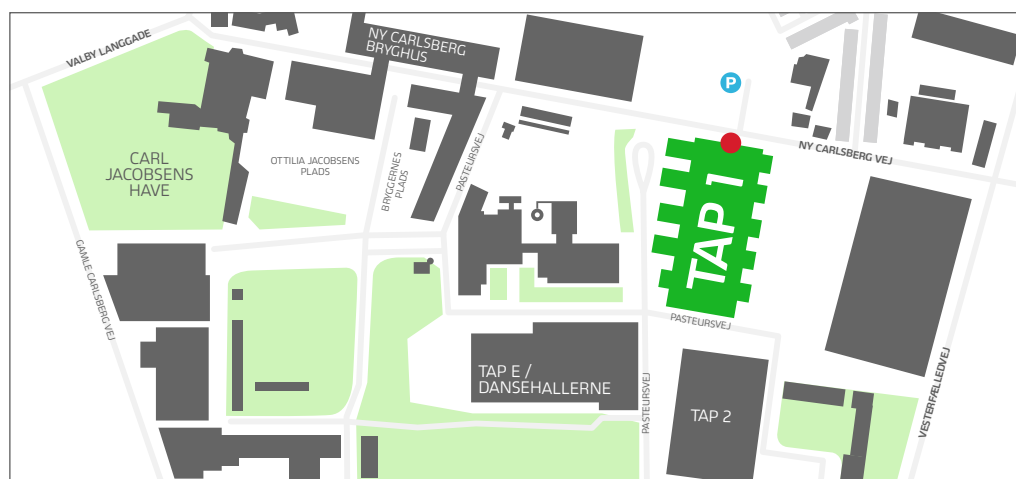 VALBY LANGGADE
NY CARLSBERG
BRYGHUS
P
NY CARLSBERG VEJ
CARL
JACOBSENS
HAVE
OTTILIA JACOBSENS
PLADS
BRYGGERNES
PLADS
PASTEURSVEJ
TAP 1
GAMLE CARLSBERG VEJ
PASTEURSVEJ
TAP E /
DANSEHALLERNE
PASTEURSVEJ
TAP 2
VESTERFÆLLEDVEJ